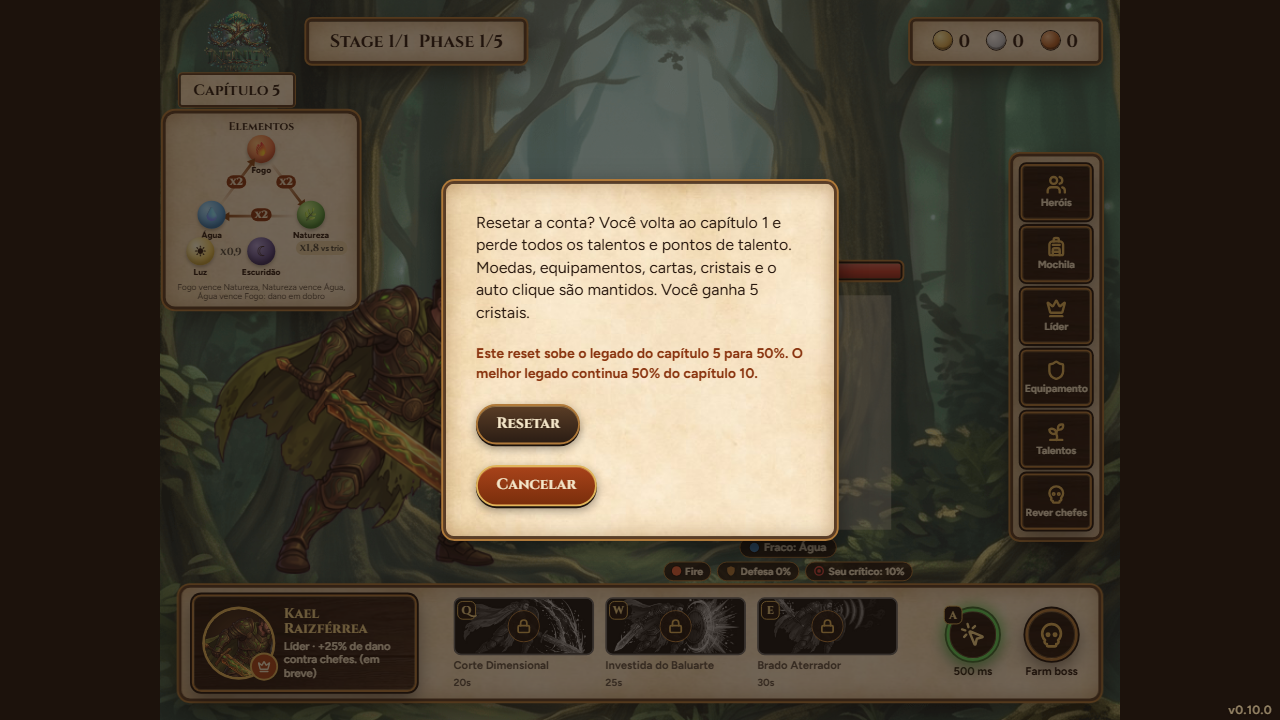 STAGE 1/1 PHASE 1/5
0 0 0
CAPÍTULO 5
ELEMENTOS
Fogo
x2 x2
x2
Água Natureza
x0,9 x1,8 vs trio
Luz Escuridão
Fogo vence Natureza, Natureza vence Água,
Água vence Fogo: dano em dobro
Resetar a conta? Você volta ao capítulo 1 e
perde todos os talentos e pontos de talento.
Moedas, equipamentos, cartas, cristais e o
auto clique são mantidos. Você ganha 5
cristais.
Este reset sobe o legado do capítulo 5 para 50%. O
melhor legado continua 50% do capítulo 10.
RESETAR
CANCELAR
Heróis
Mochila
Líder
Equipamento
Talentos
Rever chefes
Fraco: Água
Fire Defesa 0% Seu crítico: 10%
KAEL
RAIZFÉRREA
Líder · +25% de dano
contra chefes. (em
breve)
Q W E
Corte Dimensional Investida do Baluarte Brado Aterrador
20s 25s 30s
A
500 ms Farm boss
v0.10.0